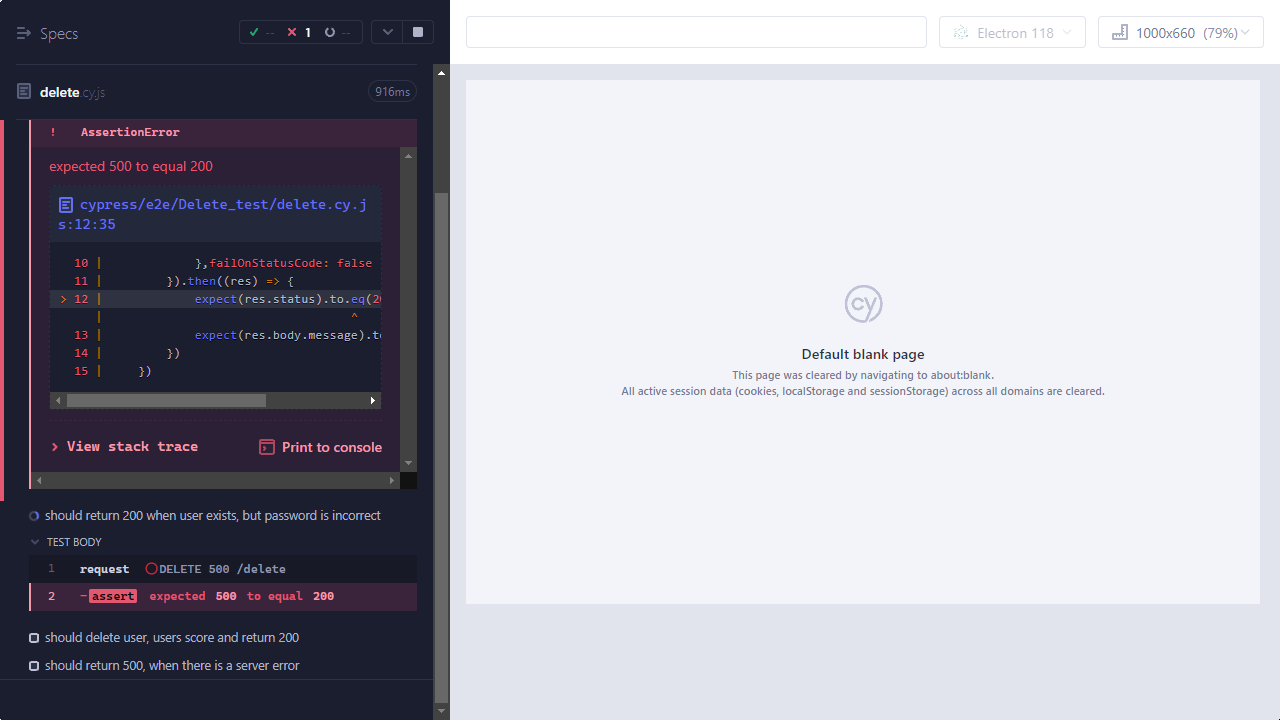 Specs
-- 1 --
Electron 118
1000x660 (79%)
delete.cy.js
916ms
! AssertionError
expected 500 to equal 200
cypress/e2e/Delete_test/delete.cy.j
s:12:35
10 | },failOnStatusCode: false
11 | }).then((res) => {
> 12 | expect(res.status).to.eq(20
| ^
13 | expect(res.body.message).to
14 | })
15 | })
View stack trace
Print to console
should return 200 when user exists, but password is incorrect
TEST BODY
1 request DELETE 500 /delete
2 -assert expected 500 to equal 200
should delete user, users score and return 200
should return 500, when there is a server error
cy
Default blank page
This page was cleared by navigating to about:blank.
All active session data (cookies, localStorage and sessionStorage) across all domains are cleared.